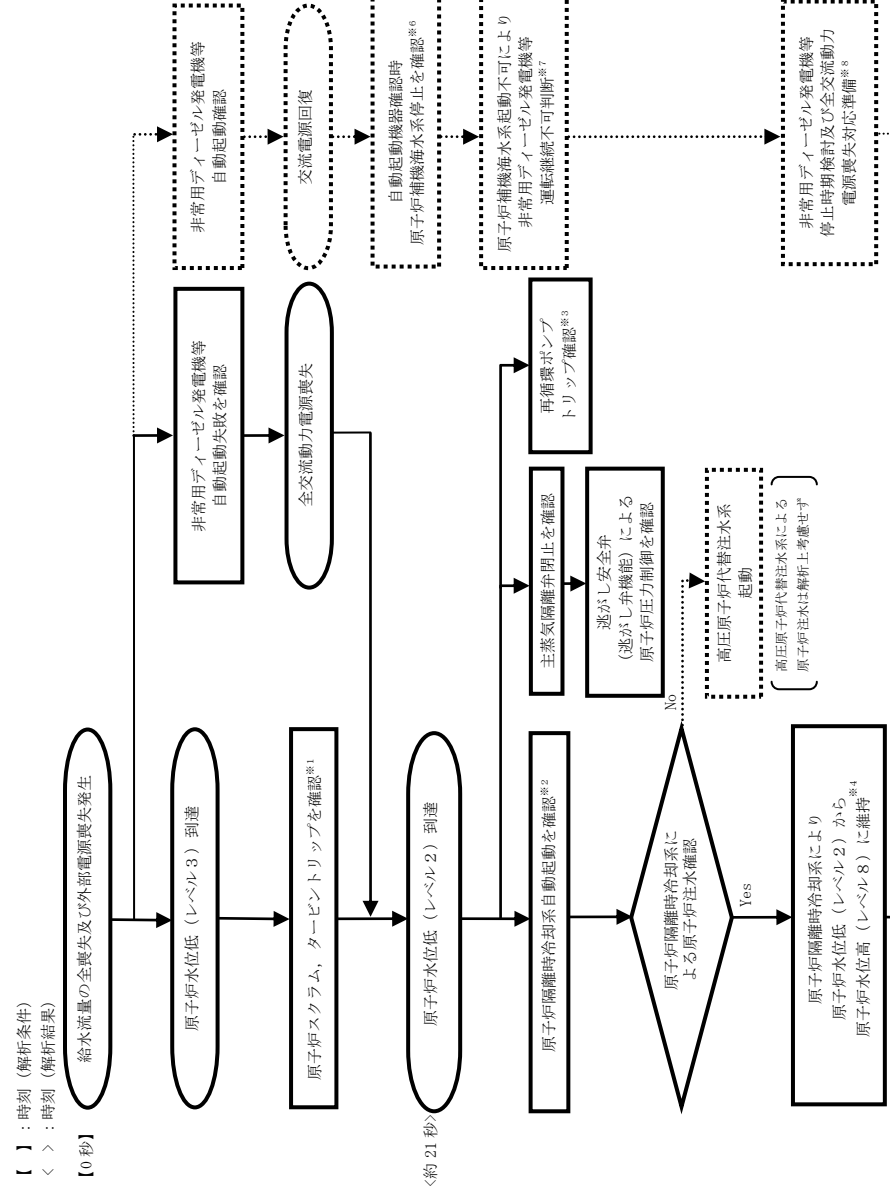 【　】：時刻（解析条件）
＜　＞：時刻（解析結果）
【0秒】
給水流量の全喪失及び外部電源喪失発生
原子炉水位低（レベル３）到達
原子炉スクラム，タービントリップを確認※1
＜約21秒＞
原子炉水位低（レベル２）到達
原子炉隔離時冷却系自動起動を確認※2
原子炉隔離時冷却系に
よる原子炉注水確認
No
Yes
原子炉隔離時冷却系により
原子炉水位低（レベル２）から
原子炉水位高（レベル８）に維持※4
主蒸気隔離弁閉止を確認
逃がし安全弁
（逃がし弁機能）による
原子炉圧力制御を確認
高圧原子炉代替注水系
起動
高圧原子炉代替注水系による
原子炉注水は解析上考慮せず
再循環ポンプ
トリップ確認※3
非常用ディーゼル発電機等
自動起動失敗を確認
全交流動力電源喪失
非常用ディーゼル発電機等
自動起動確認
交流電源回復
自動起動機器確認時
原子炉補機海水系停止を確認※6
原子炉補機海水系起動不可により
非常用ディーゼル発電機等
運転継続不可判断※7
非常用ディーゼル発電機等
停止時期検討及び全交流動力
電源喪失対応準備※8